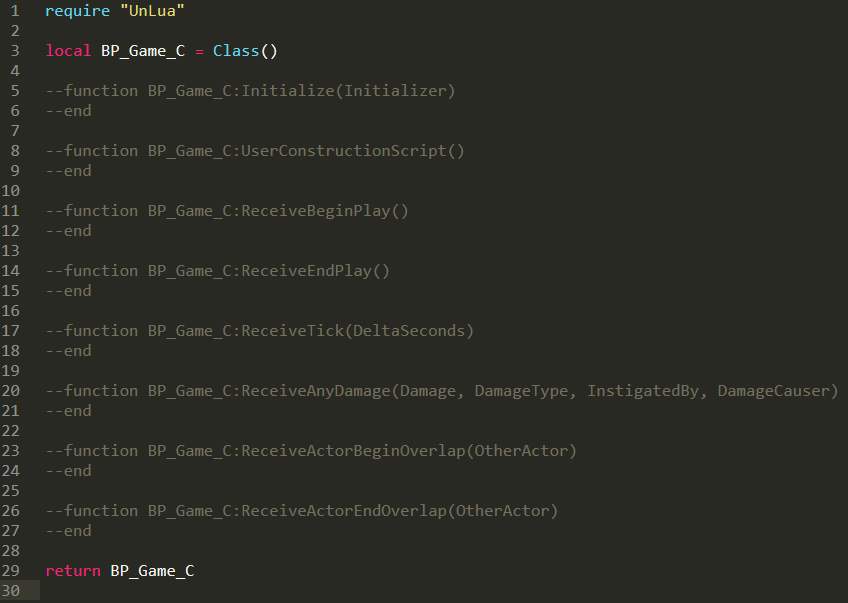 1 require "UnLua"
2
3 local BP_Game_C = Class()
4
5 --function BP_Game_C:Initialize(Initializer)
6 --end
7
8 --function BP_Game_C:UserConstructionScript()
9 --end
10
11 --function BP_Game_C:ReceiveBeginPlay()
12 --end
13
14 --function BP_Game_C:ReceiveEndPlay()
15 --end
16
17 --function BP_Game_C:ReceiveTick(DeltaSeconds)
18 --end
19
20 --function BP_Game_C:ReceiveAnyDamage(Damage, DamageType, InstigatedBy, DamageCauser)
21 --end
22
23 --function BP_Game_C:ReceiveActorBeginOverlap(OtherActor)
24 --end
25
26 --function BP_Game_C:ReceiveActorEndOverlap(OtherActor)
27 --end
28
29 return BP_Game_C
30